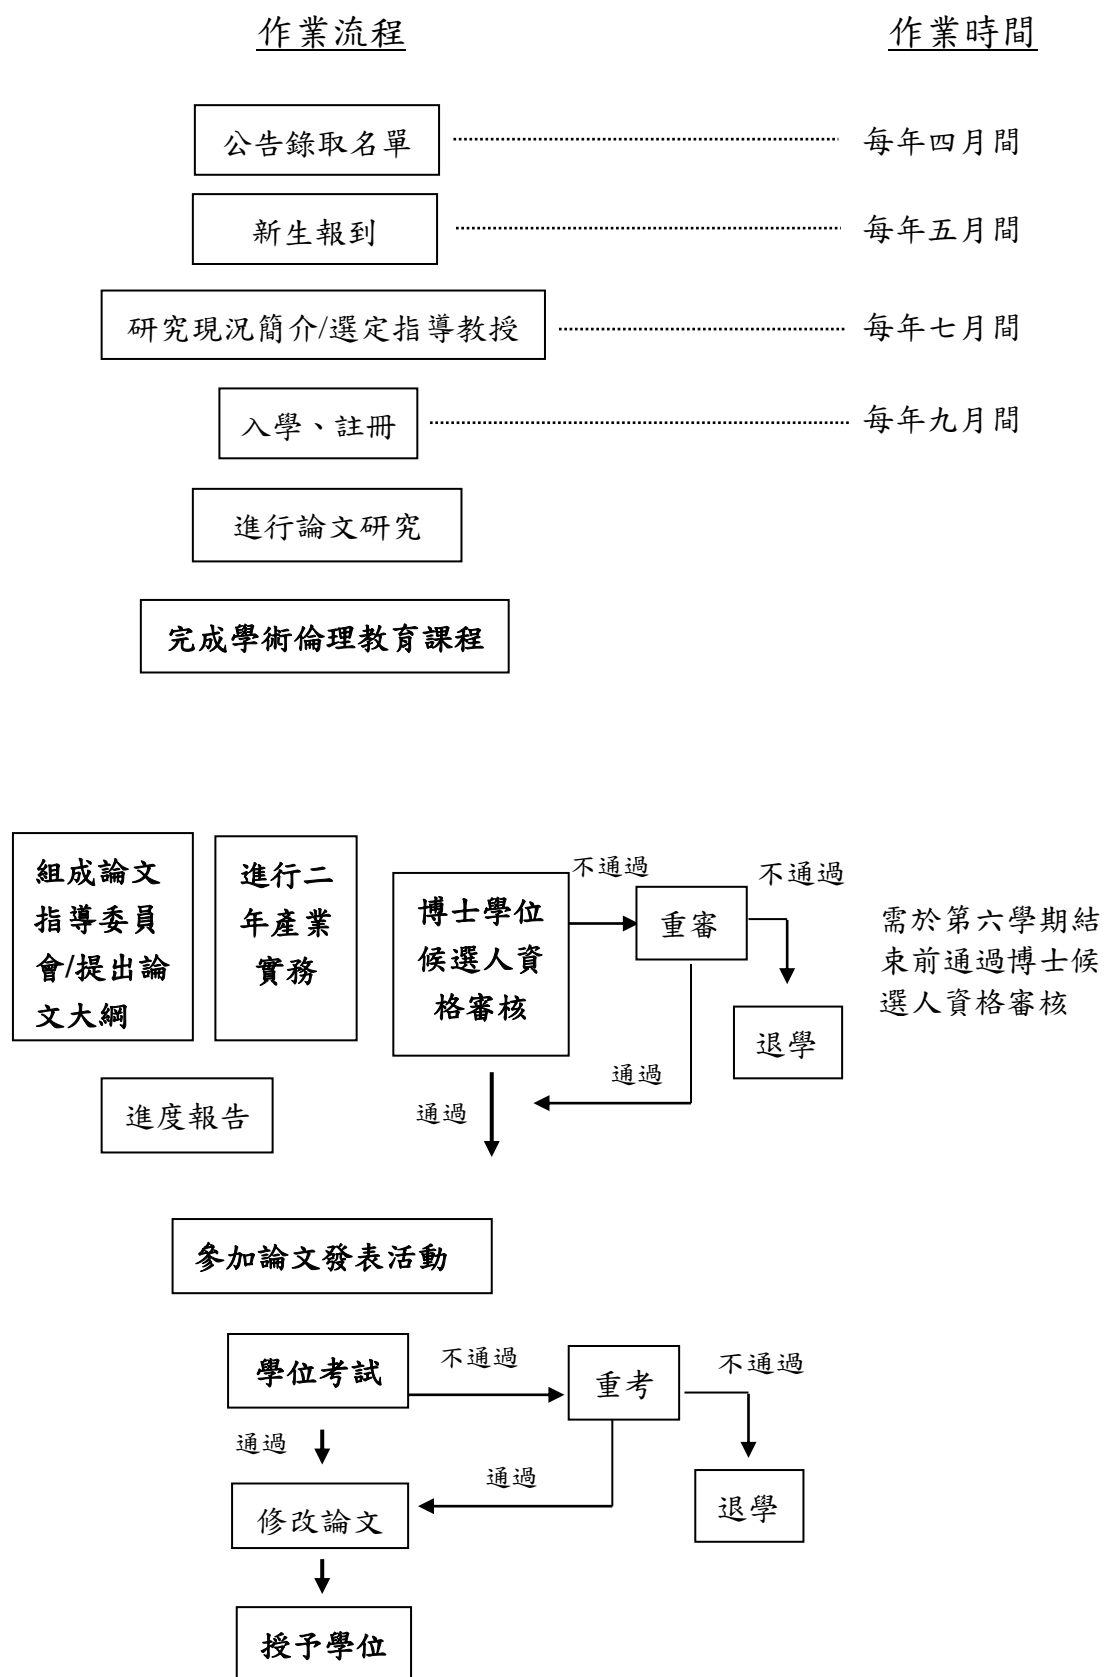 作業流程
作業時間
公告錄取名單
每年四月間
新生報到
每年五月間
研究現況簡介/選定指導教授
每年七月間
入學、註冊
每年九月間
進行論文研究
完成學術倫理教育課程
組成論文
指導委員
會/提出論
文大綱
進行二
年產業
實務
博士學位
候選人資
格審核
不通過
重審
不通過
退學
通過
通過
需於第六學期結
束前通過博士候
選人資格審核
進度報告
參加論文發表活動
學位考試
不通過
重考
不通過
退學
通過
通過
修改論文
授予學位